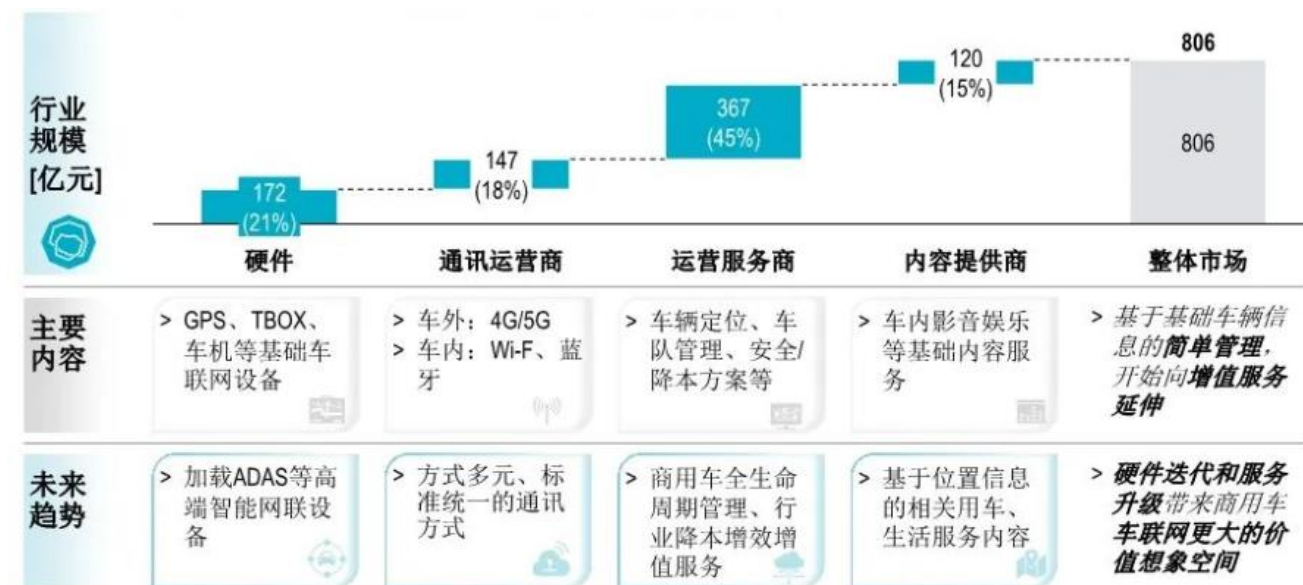 806
120
(15%)
367
(45%)
806
147
(18%)
172
(21%)
行业
规模
[亿元]
硬件
通讯运营商
运营服务商
内容提供商
整体市场
主要
内容
> GPS、TBOX、
车机等基础车
联网设备
> 车外：4G/5G
> 车内：Wi-F、蓝
牙
> 车辆定位、车
队管理、安全/
降本方案等
> 车内影音娱乐
等基础内容服
务
> 基于基础车辆信
息的简单管理，
开始向增值服务
延伸
未来
趋势
> 加载ADAS等高
端智能网联设
备
> 方式多元、标
准统一的通讯
方式
> 商用车全生命
周期管理、行
业降本增效增
值服务
> 基于位置信息
的相关用车、
生活服务内容
> 硬件迭代和服务
升级带来商用车
车联网更大的价
值想象空间